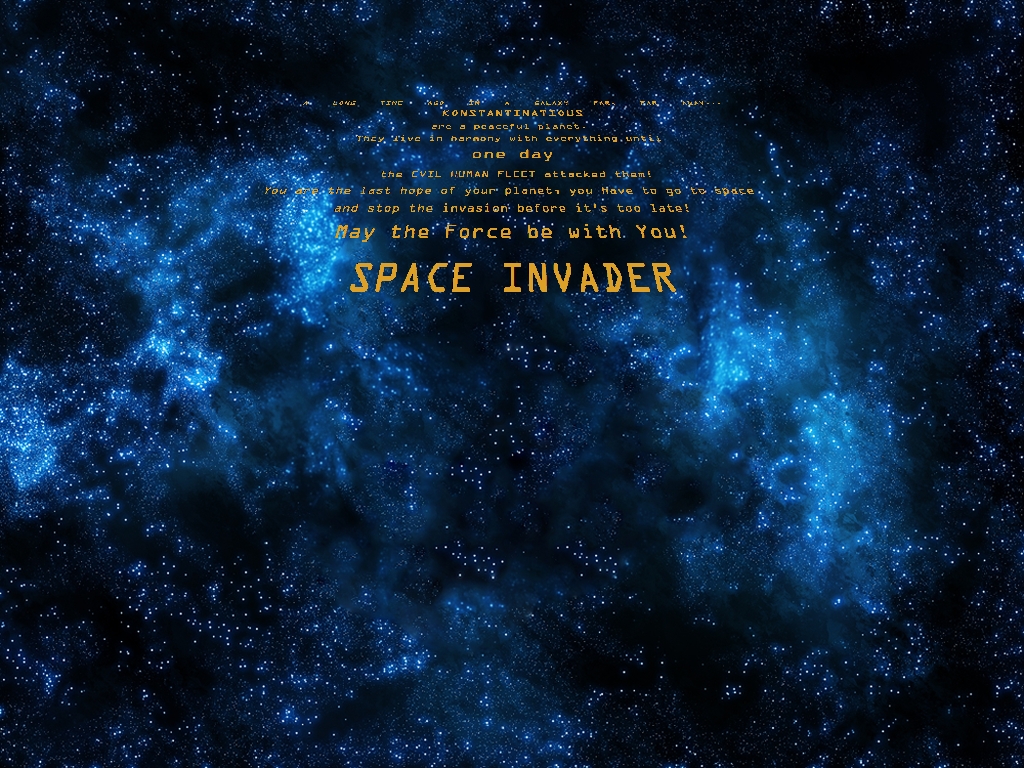 A LONG TIME AGO IN A GALAXY FAR, FAR AWAY...
KONSTANTINATIOUS
are a peaceful planet.
They live in harmony with everything until
one day
the EVIL HUMAN FLEET attacked them!
You are the last hope of your planet, you Have to go to space
and stop the invasion before it's too late!
May the Force be with You!
SPACE INVADER